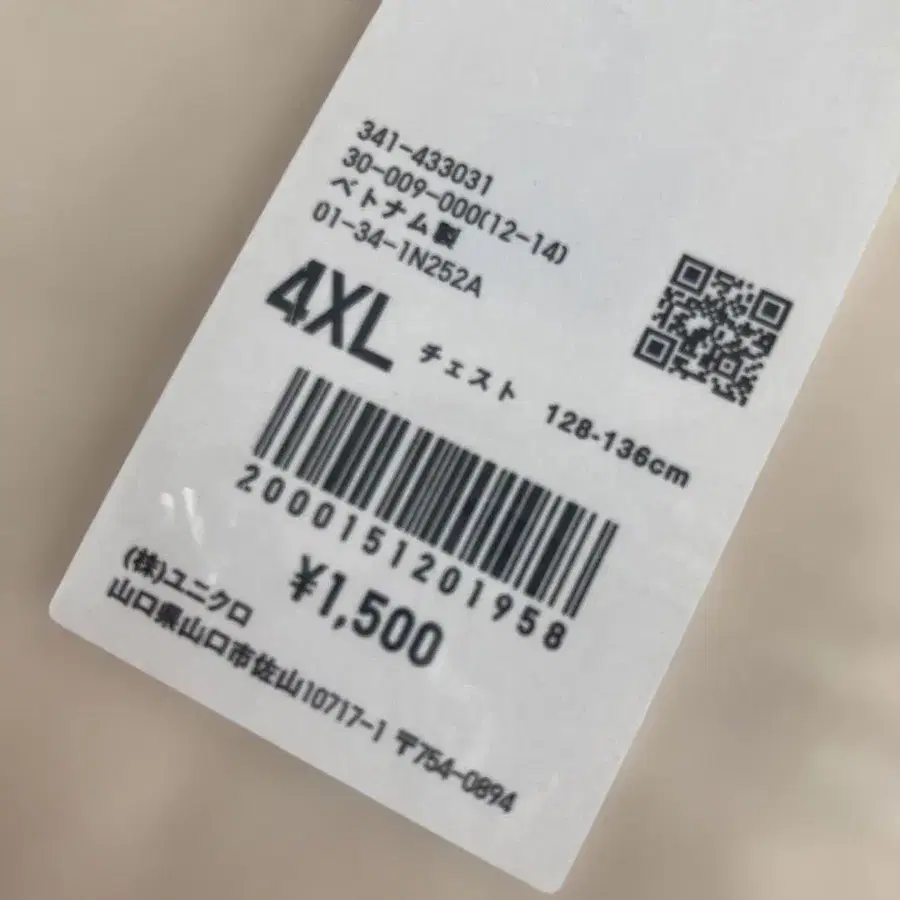 341-433031
30-009-000(12-14)
ベトナム製
01-34-1N252A
4XL チェスト 128-136cm
2000151201958
¥1,500
(株)ユニクロ
山口県山口市佐山10717-1 〒754-0894